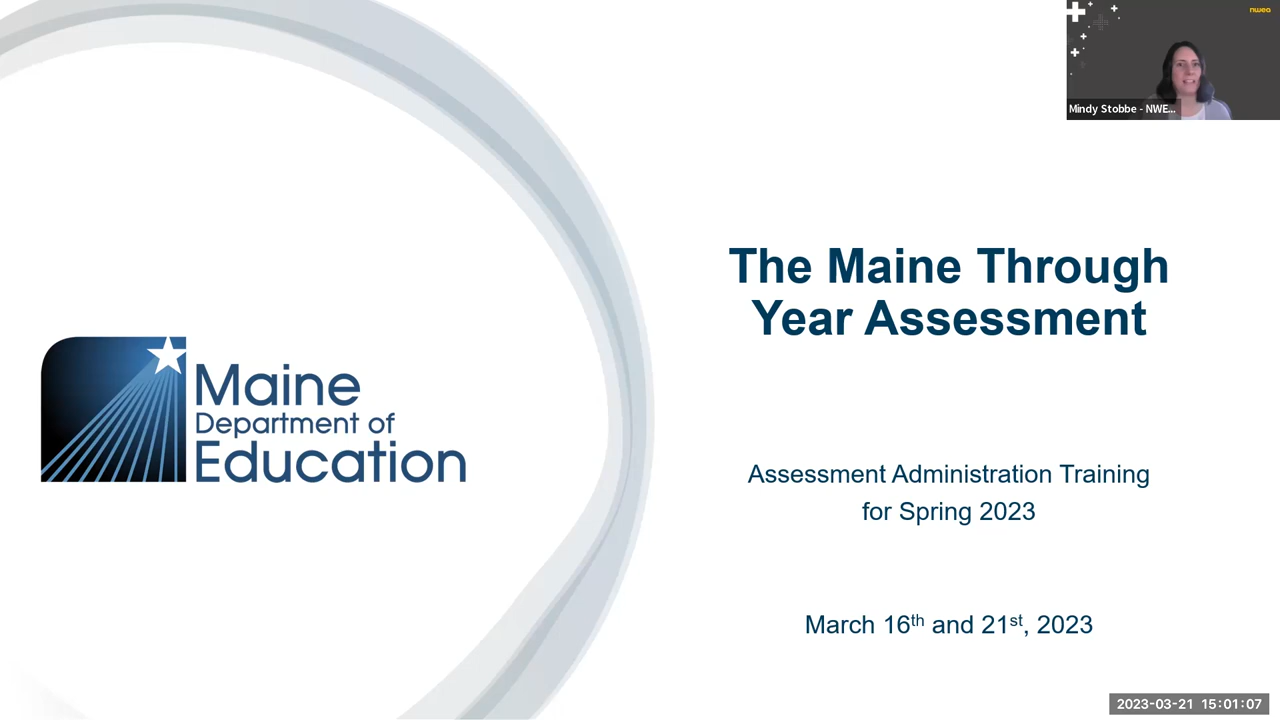 nwea
Mindy Stobbe - NWE...
The Maine Through
Year Assessment
Maine
Department of
Education
Assessment Administration Training
for Spring 2023
March 16th and 21st, 2023
2023-03-21 15:01:07